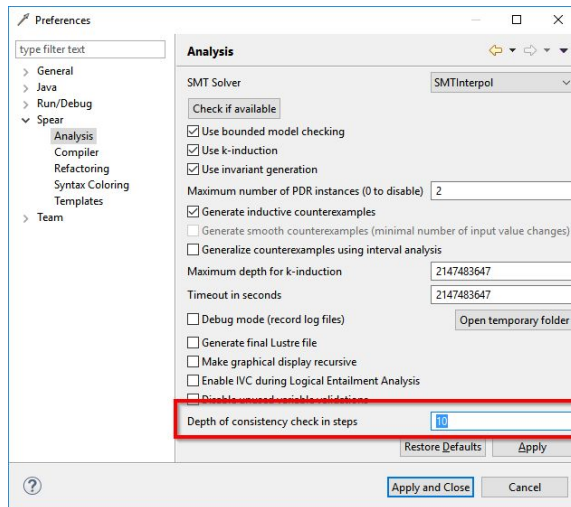 Preferences
type filter text
General
Java
Run/Debug
Spear
Analysis
Compiler
Refactoring
Syntax Coloring
Templates
Team
Analysis
SMT Solver SMTInterpol
Check if available
Use bounded model checking
Use k-induction
Use invariant generation
Maximum number of PDR instances (0 to disable) 2
Generate inductive counterexamples
Generate smooth counterexamples (minimal number of input value changes)
Generalize counterexamples using interval analysis
Maximum depth for k-induction 2147483647
Timeout in seconds 2147483647
Debug mode (record log files) Open temporary folder
Generate final Lustre file
Make graphical display recursive
Enable IVC during Logical Entailment Analysis
Disable unused variable validations
Depth of consistency check in steps 10
Restore Defaults Apply
? Apply and Close Cancel